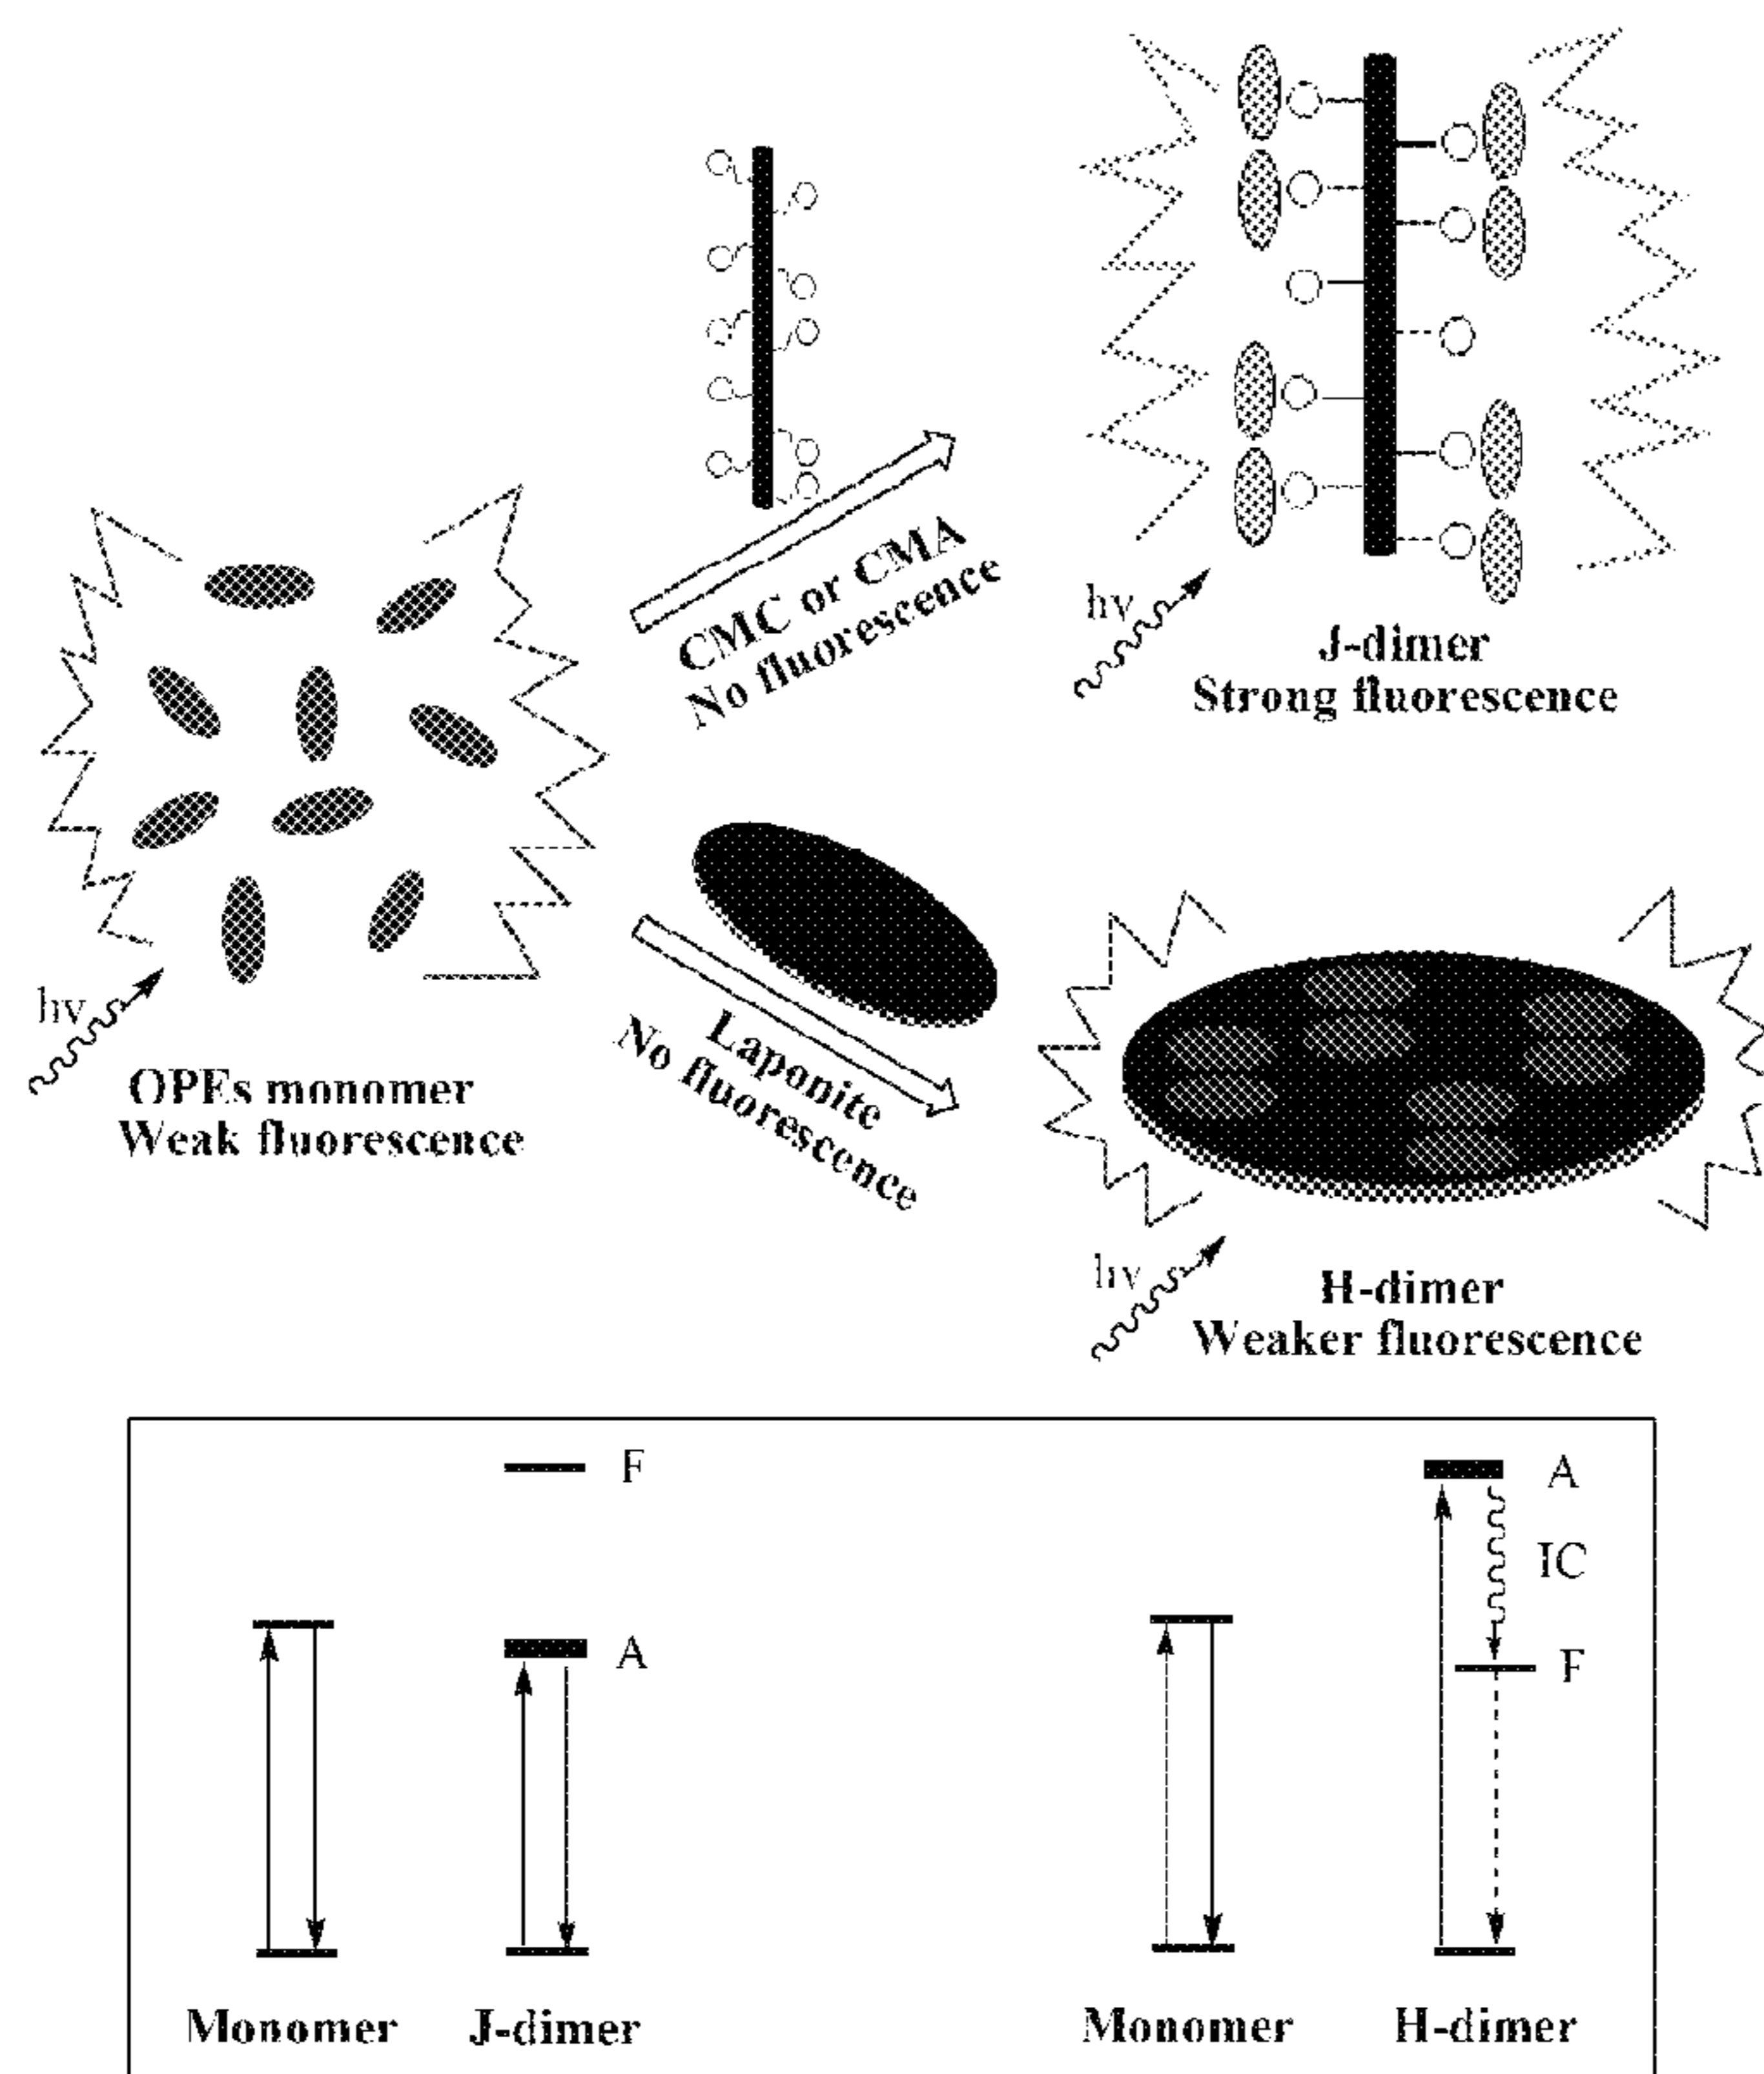 CMC or CMA
No fluorescence
hν
J-dimer
Strong fluorescence
hν
OPEs monomer
Weak fluorescence
Laponite
No fluorescence
hν
H-dimer
Weaker fluorescence
F
A
A
IC
F
Monomer
J-dimer
Monomer
H-dimer